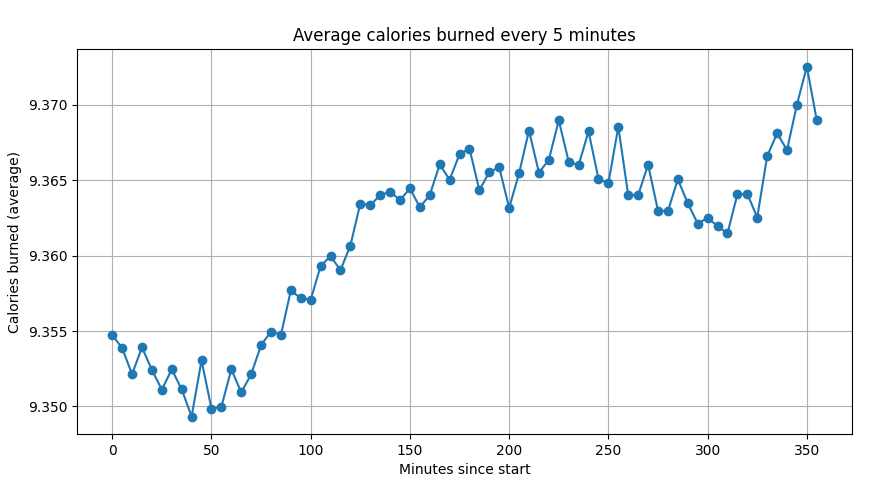 Average calories burned every 5 minutes
Calories burned (average)
9.370
9.365
9.360
9.355
9.350
0 50 100 150 200 250 300 350
Minutes since start